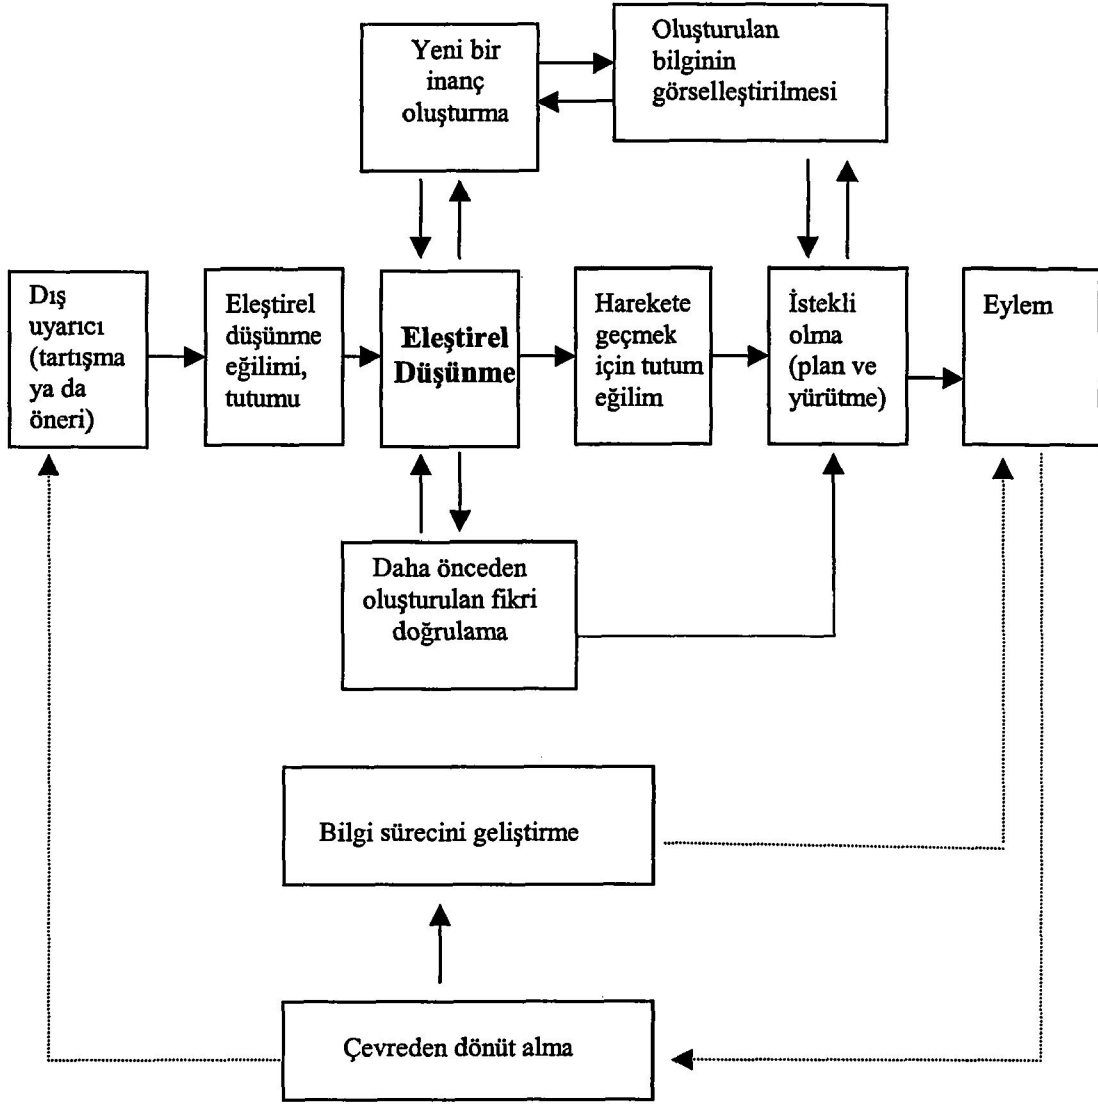 Yeni bir
inanç
oluşturma
Oluşturulan
bilginin
görselleştirilmesi
Dış
uyarıcı
(tartışma
ya da
öneri)
Eleştirel
düşünme
eğilimi,
tutumu
Eleştirel
Düşünme
Harekete
geçmek
için tutum
eğilim
İstekli
olma
(plan ve
yürütme)
Eylem
Daha önceden
oluşturulan fikri
doğrulama
Bilgi sürecini geliştirme
Çevreden dönüt alma